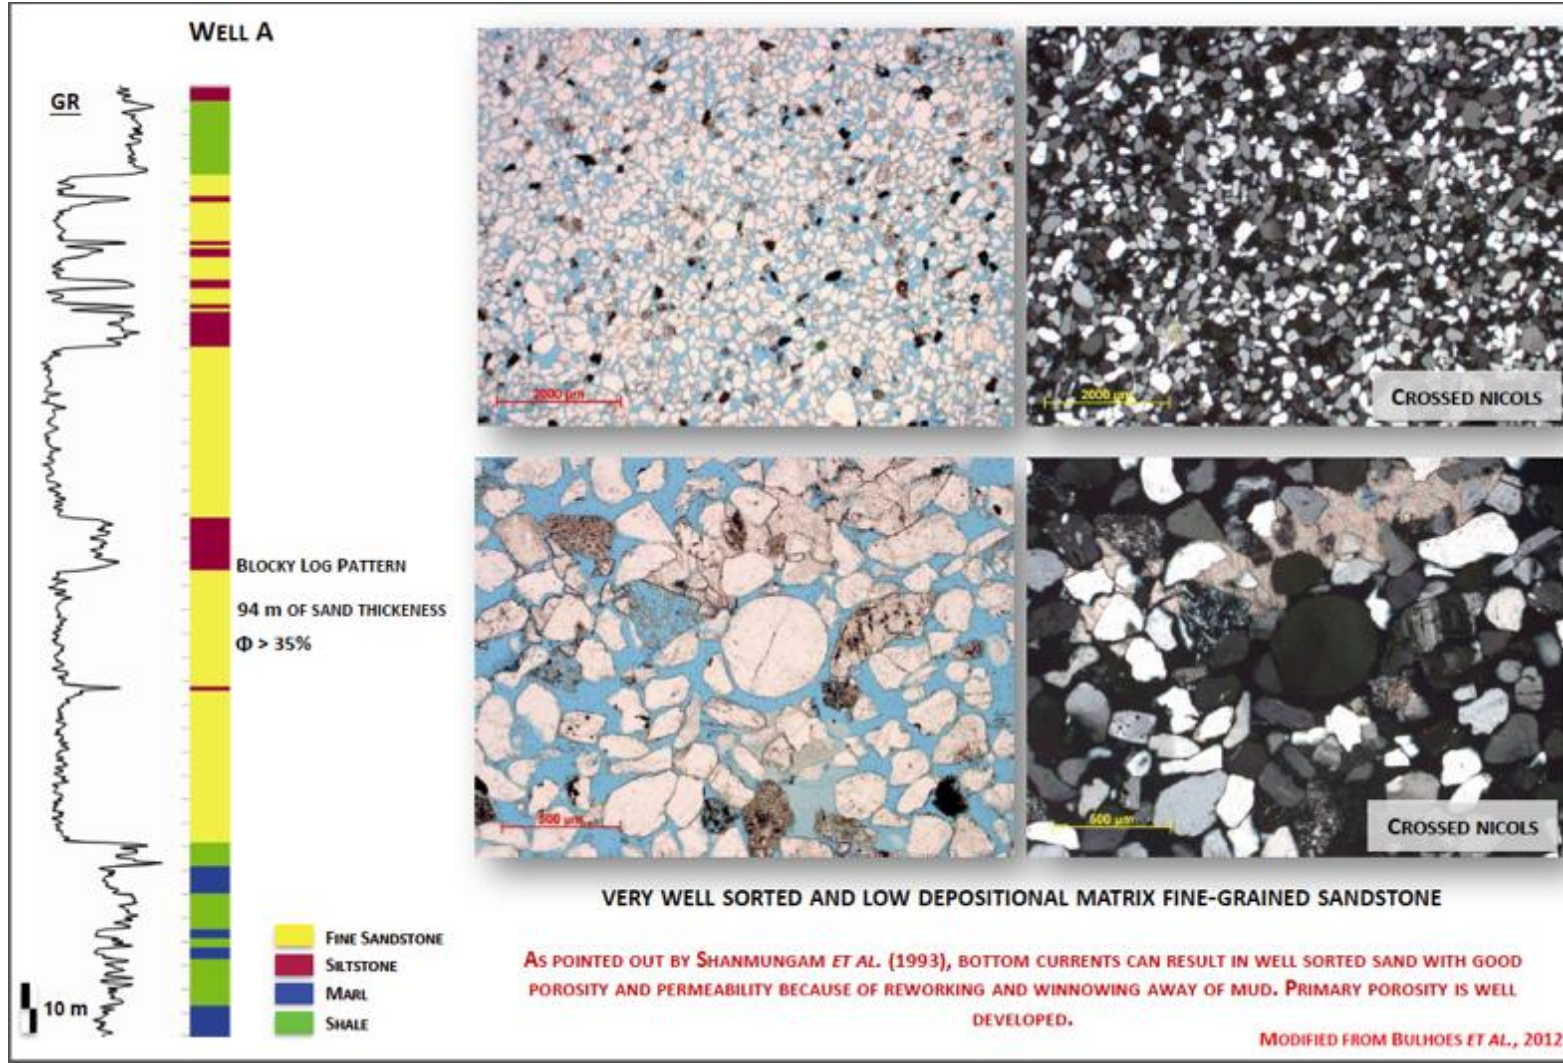 WELL A
GR
BLOCKY LOG PATTERN
94 m OF SAND THICKENESS
Φ > 35%
FINE SANDSTONE
SILTSTONE
MARL
SHALE
10 m
2000 µm
2000 µm
CROSSED NICOLS
500 µm
500 µm
CROSSED NICOLS
VERY WELL SORTED AND LOW DEPOSITIONAL MATRIX FINE-GRAINED SANDSTONE
AS POINTED OUT BY SHANMUNGAM ET AL. (1993), BOTTOM CURRENTS CAN RESULT IN WELL SORTED SAND WITH GOOD
POROSITY AND PERMEABILITY BECAUSE OF REWORKING AND WINNOWING AWAY OF MUD. PRIMARY POROSITY IS WELL
DEVELOPED.
MODIFIED FROM BULHOES ET AL., 2012